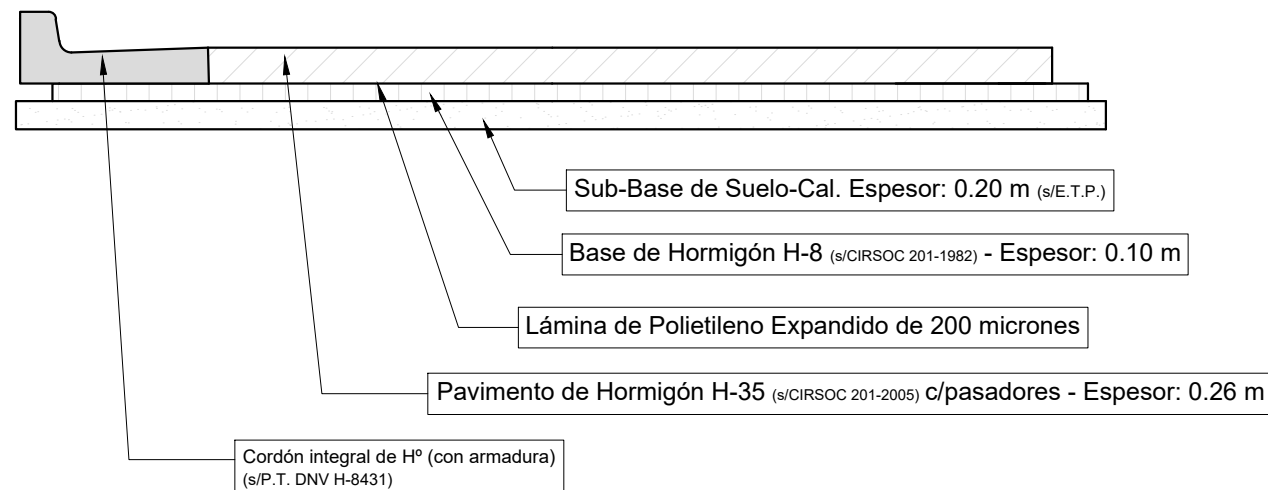 Sub-Base de Suelo-Cal. Espesor: 0.20 m (s/E.T.P.)
Base de Hormigón H-8 (s/CIRSOC 201-1982) - Espesor: 0.10 m
Lámina de Polietileno Expandido de 200 micrones
Pavimento de Hormigón H-35 (s/CIRSOC 201-2005) c/pasadores - Espesor: 0.26 m
Cordón integral de Hº (con armadura)
(s/P.T. DNV H-8431)